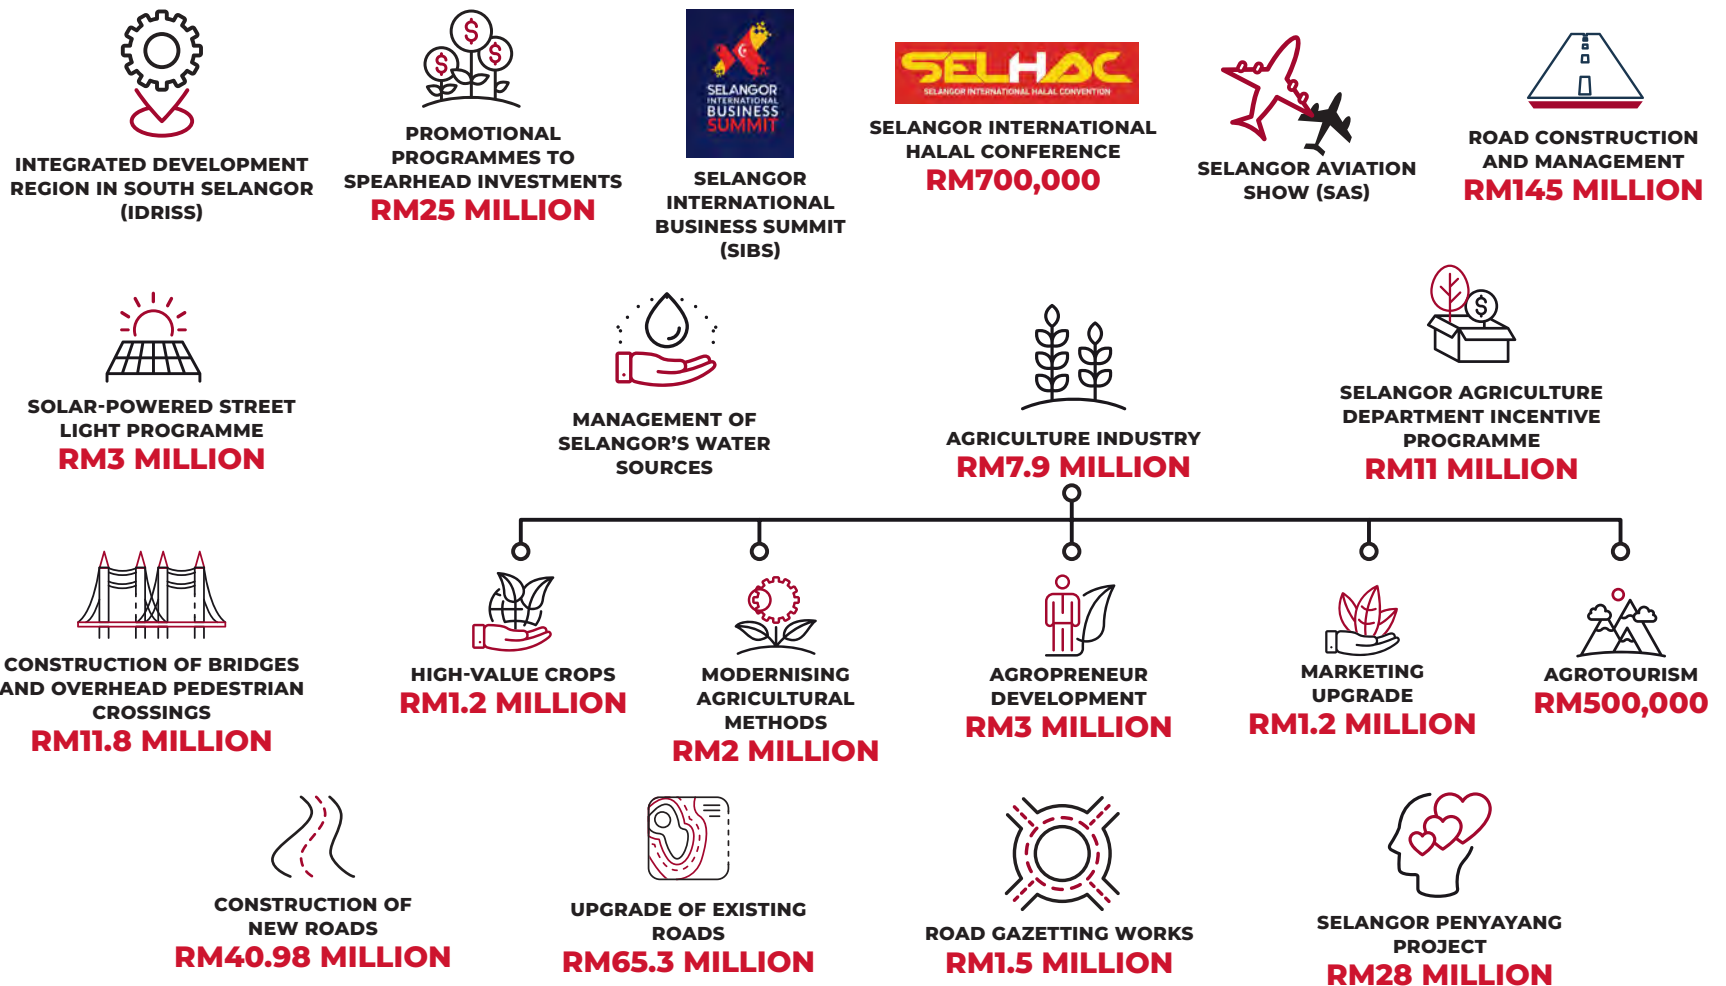 INTEGRATED DEVELOPMENT
REGION IN SOUTH SELANGOR
(IDRISS)
$
$
$
PROMOTIONAL
PROGRAMMES TO
SPEARHEAD INVESTMENTS
RM25 MILLION
SELANGOR
INTERNATIONAL
BUSINESS
SUMMIT
SELANGOR
INTERNATIONAL
BUSINESS SUMMIT
(SIBS)
SELHAC
SELANGOR INTERNATIONAL HALAL CONVENTION
SELANGOR INTERNATIONAL
HALAL CONFERENCE
RM700,000
SELANGOR AVIATION
SHOW (SAS)
ROAD CONSTRUCTION
AND MANAGEMENT
RM145 MILLION
SOLAR-POWERED STREET
LIGHT PROGRAMME
RM3 MILLION
MANAGEMENT OF
SELANGOR’S WATER
SOURCES
AGRICULTURE INDUSTRY
RM7.9 MILLION
$
SELANGOR AGRICULTURE
DEPARTMENT INCENTIVE
PROGRAMME
RM11 MILLION
CONSTRUCTION OF BRIDGES
AND OVERHEAD PEDESTRIAN
CROSSINGS
RM11.8 MILLION
HIGH-VALUE CROPS
RM1.2 MILLION
MODERNISING
AGRICULTURAL
METHODS
RM2 MILLION
AGROPRENEUR
DEVELOPMENT
RM3 MILLION
MARKETING
UPGRADE
RM1.2 MILLION
AGROTOURISM
RM500,000
CONSTRUCTION OF
NEW ROADS
RM40.98 MILLION
UPGRADE OF EXISTING
ROADS
RM65.3 MILLION
ROAD GAZETTING WORKS
RM1.5 MILLION
SELANGOR PENYAYANG
PROJECT
RM28 MILLION